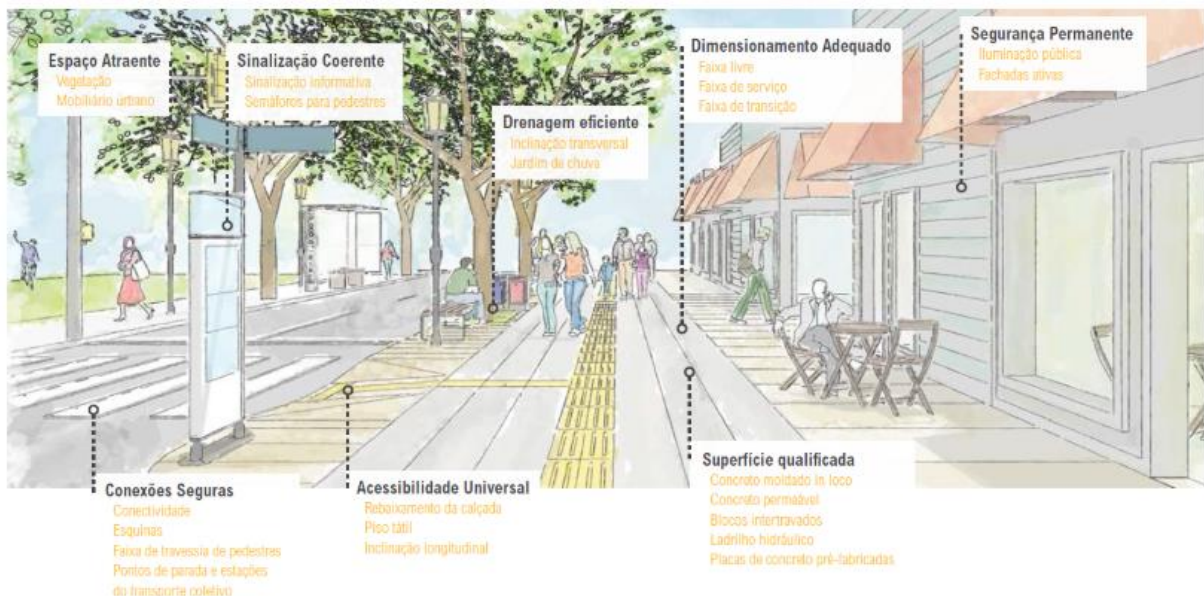 Espaço Atraente
Vegetação
Mobiliário urbano
Sinalização Coerente
Sinalização informativa
Semáforos para pedestres
Drenagem eficiente
Inclinação transversal
Jardim de chuva
Dimensionamento Adequado
Faixa livre
Faixa de serviço
Faixa de transição
Segurança Permanente
Iluminação pública
Fachadas ativas
Conexões Seguras
Conectividade
Esquinas
Faixa de travessia de pedestres
Pontos de parada e estações
do transporte coletivo
Acessibilidade Universal
Rebaixamento da calçada
Piso tátil
Inclinação longitudinal
Superfície qualificada
Concreto moldado in loco
Concreto permeável
Blocos intertravados
Ladrilho hidráulico
Placas de concreto pré-fabricadas